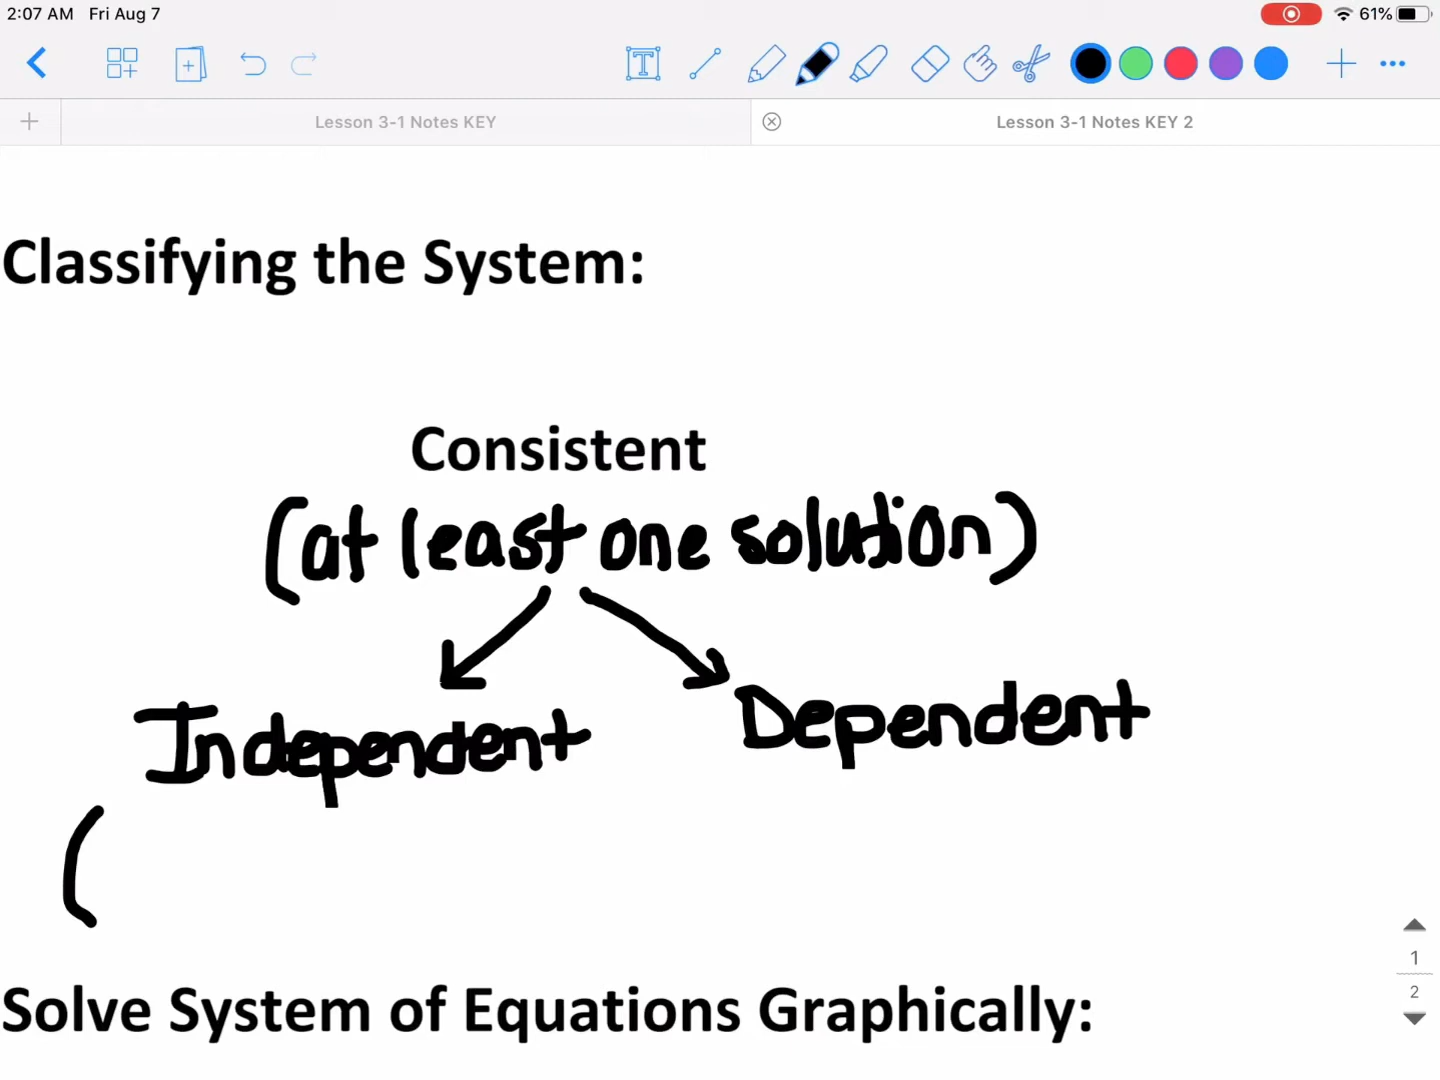 2:07 AM Fri Aug 7 61%
T
Lesson 3-1 Notes KEY Lesson 3-1 Notes KEY 2
Classifying the System:
Consistent
(at least one solution)
Independent Dependent
(
1
2
Solve System of Equations Graphically: